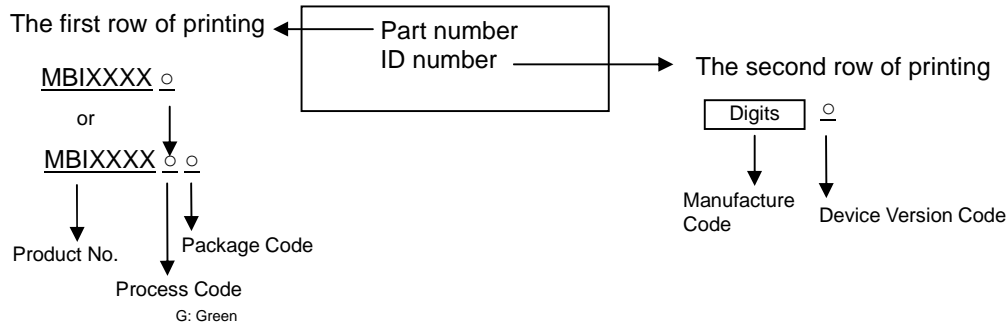 The first row of printing
Part number
ID number
The second row of printing
MBIXXXX ○
or
MBIXXXX ○ ○
Digits ○
Manufacture
Code
Device Version Code
Package Code
Product No.
Process Code
G: Green